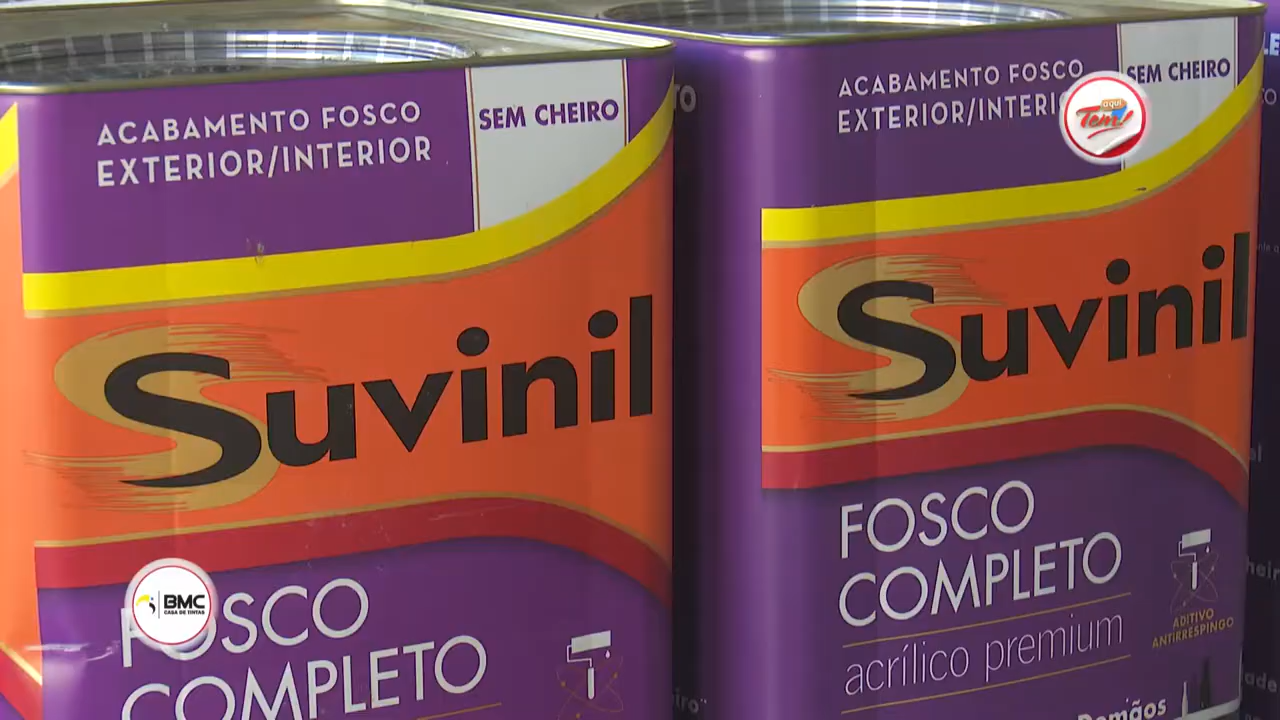 ACABAMENTO FOSCO
EXTERIOR/INTERIOR
SEM CHEIRO
Suvinil
FOSCO
COMPLETO
BMC
CASA DE TINTAS
ACABAMENTO FOSCO
EXTERIOR/INTERIO
SEM CHEIRO
aqui
Tem!
Suvinil
FOSCO
COMPLETO
acrílico premium
ADITIVO
ANTIRRESPINGO
Demãos